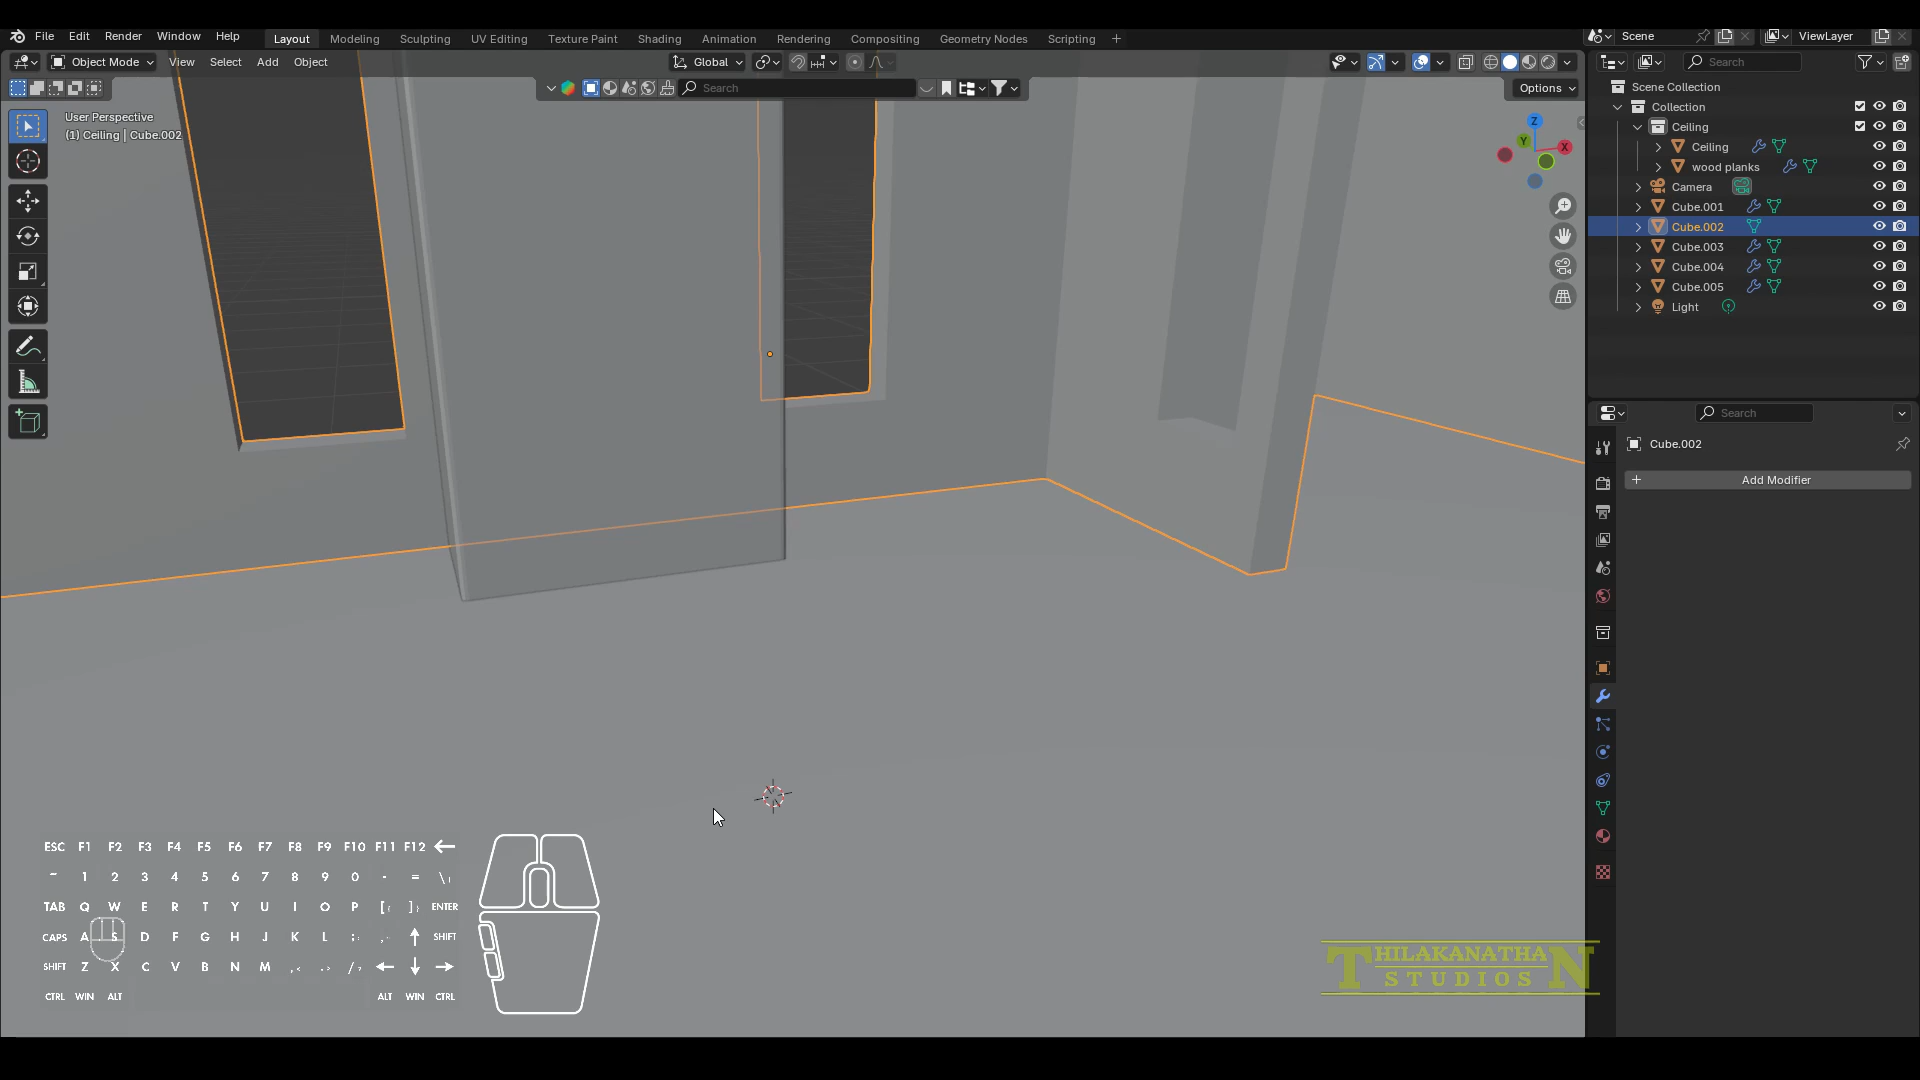 File Edit Render Window Help
Layout Modeling Sculpting UV Editing Texture Paint Shading Animation Rendering Compositing Geometry Nodes Scripting +
Scene
ViewLayer
Object Mode View Select Add Object
Global
Search
Search
Options
User Perspective
(1) Ceiling | Cube.002
Z
Y
X
Scene Collection
Collection
Ceiling
Ceiling
wood planks
Camera
Cube.001
Cube.002
Cube.003
Cube.004
Cube.005
Light
Search
Cube.002
+ Add Modifier
ESC F1 F2 F3 F4 F5 F6 F7 F8 F9 F10 F11 F12
~ 1 2 3 4 5 6 7 8 9 0 - = \
TAB Q W E R T Y U I O P [ ] ENTER
CAPS A S D F G H J K L ; SHIFT
SHIFT Z X C V B N M , . /
CTRL WIN ALT ALT WIN CTRL
THILAKANATHAN
STUDIOS